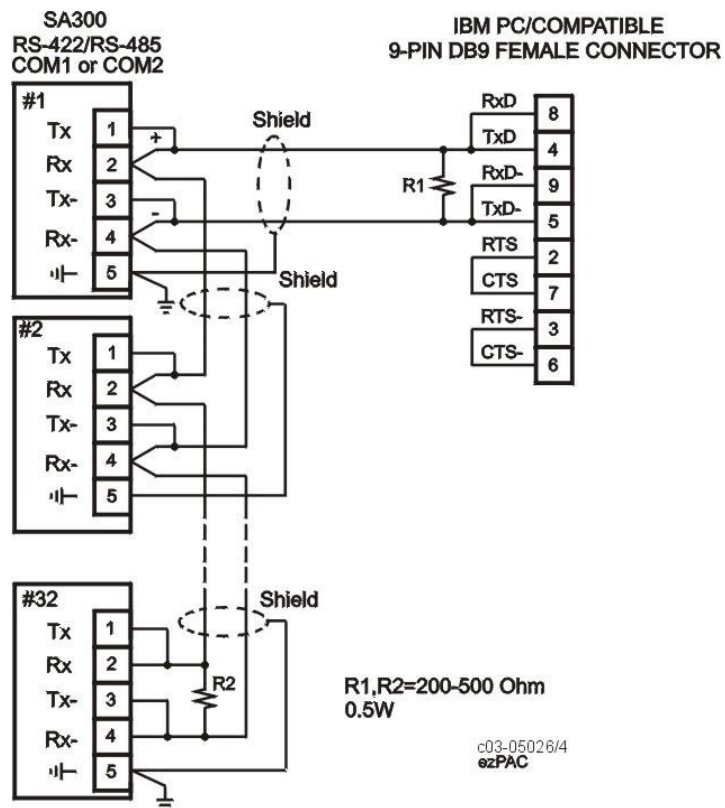 SA300
RS-422/RS-485
COM1 or COM2
IBM PC/COMPATIBLE
9-PIN DB9 FEMALE CONNECTOR
#1
Tx 1
Rx 2
Tx- 3
Rx- 4
5
+
-
Shield
Shield
R1
RxD 8
TxD 4
RxD- 9
TxD- 5
RTS 2
CTS 7
RTS- 3
CTS- 6
#2
Tx 1
Rx 2
Tx- 3
Rx- 4
5
#32
Tx 1
Rx 2
Tx- 3
Rx- 4
5
Shield
R2
R1,R2=200-500 Ohm
0.5W
c03-05026/4
ezPAC